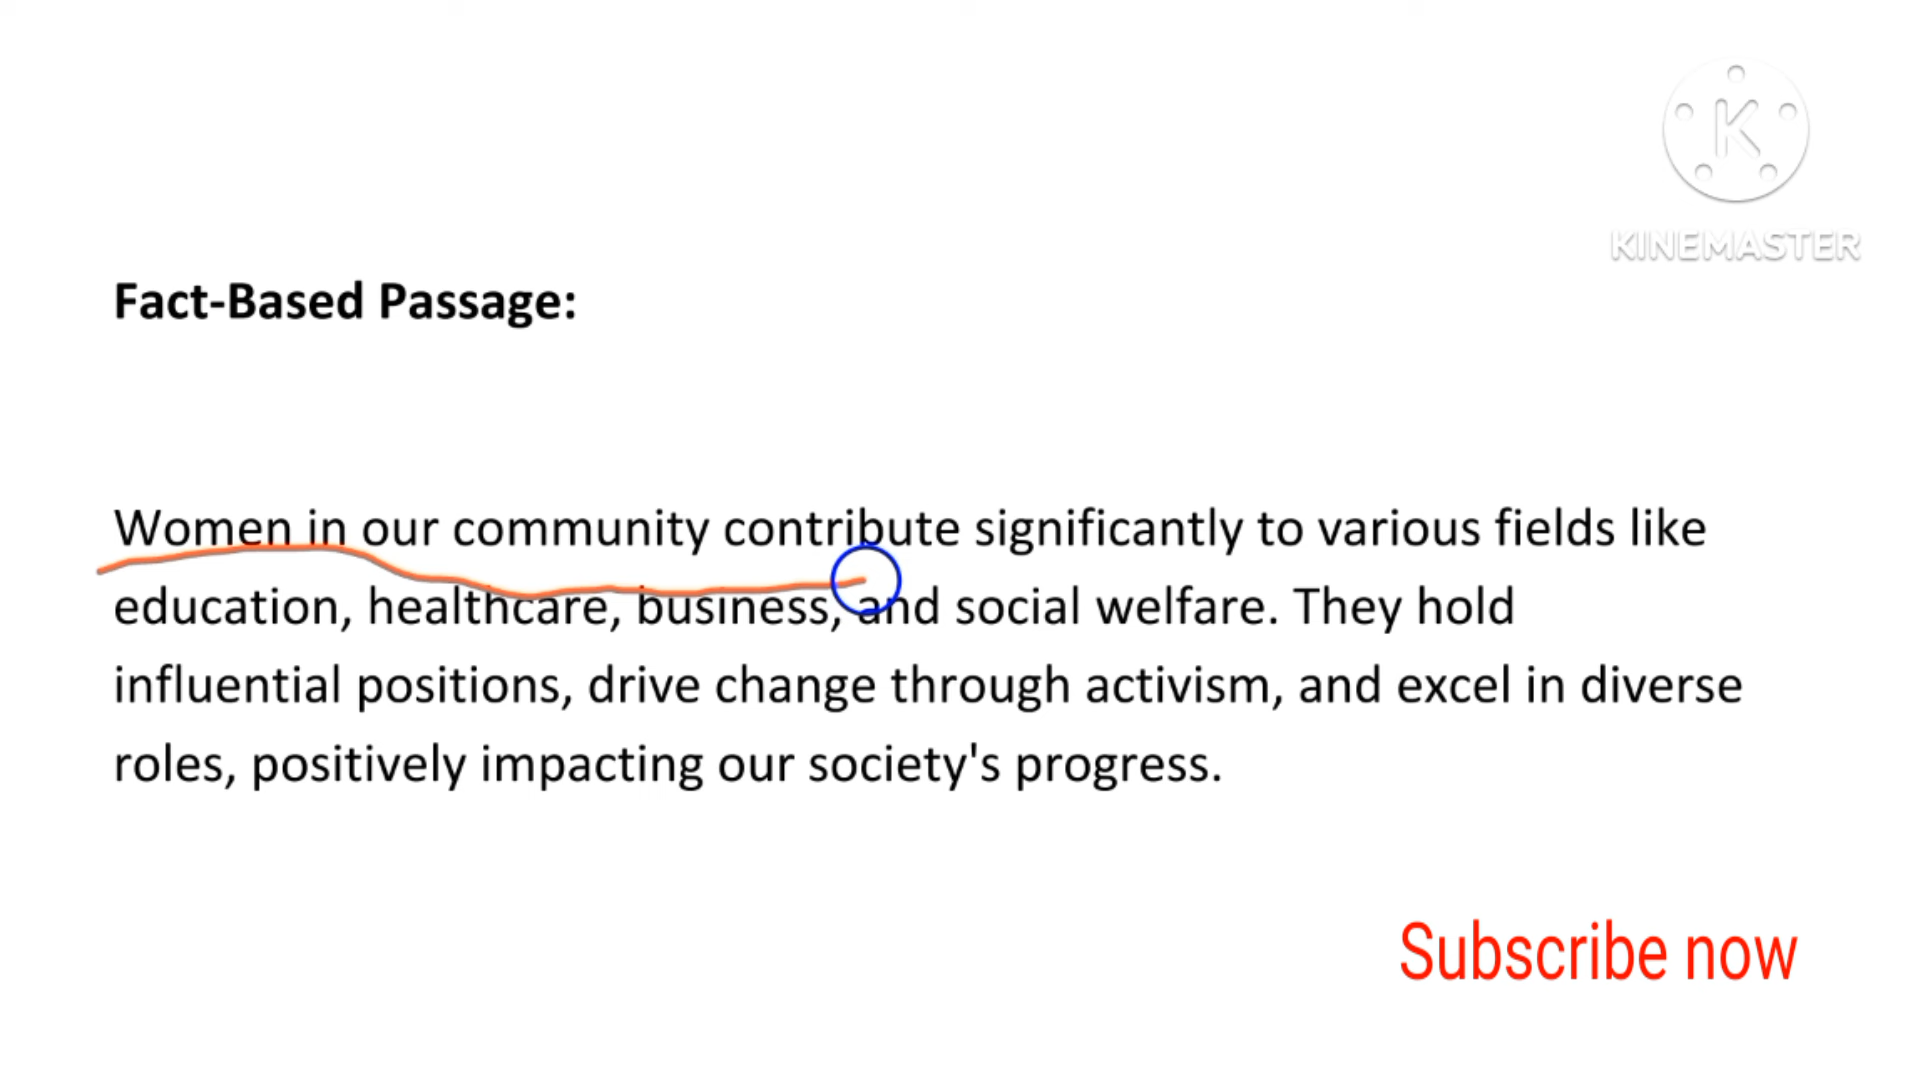 K
KINEMASTER
Fact-Based Passage:
Women in our community contribute significantly to various fields like
education, healthcare, business, and social welfare. They hold
influential positions, drive change through activism, and excel in diverse
roles, positively impacting our society's progress.
Subscribe now